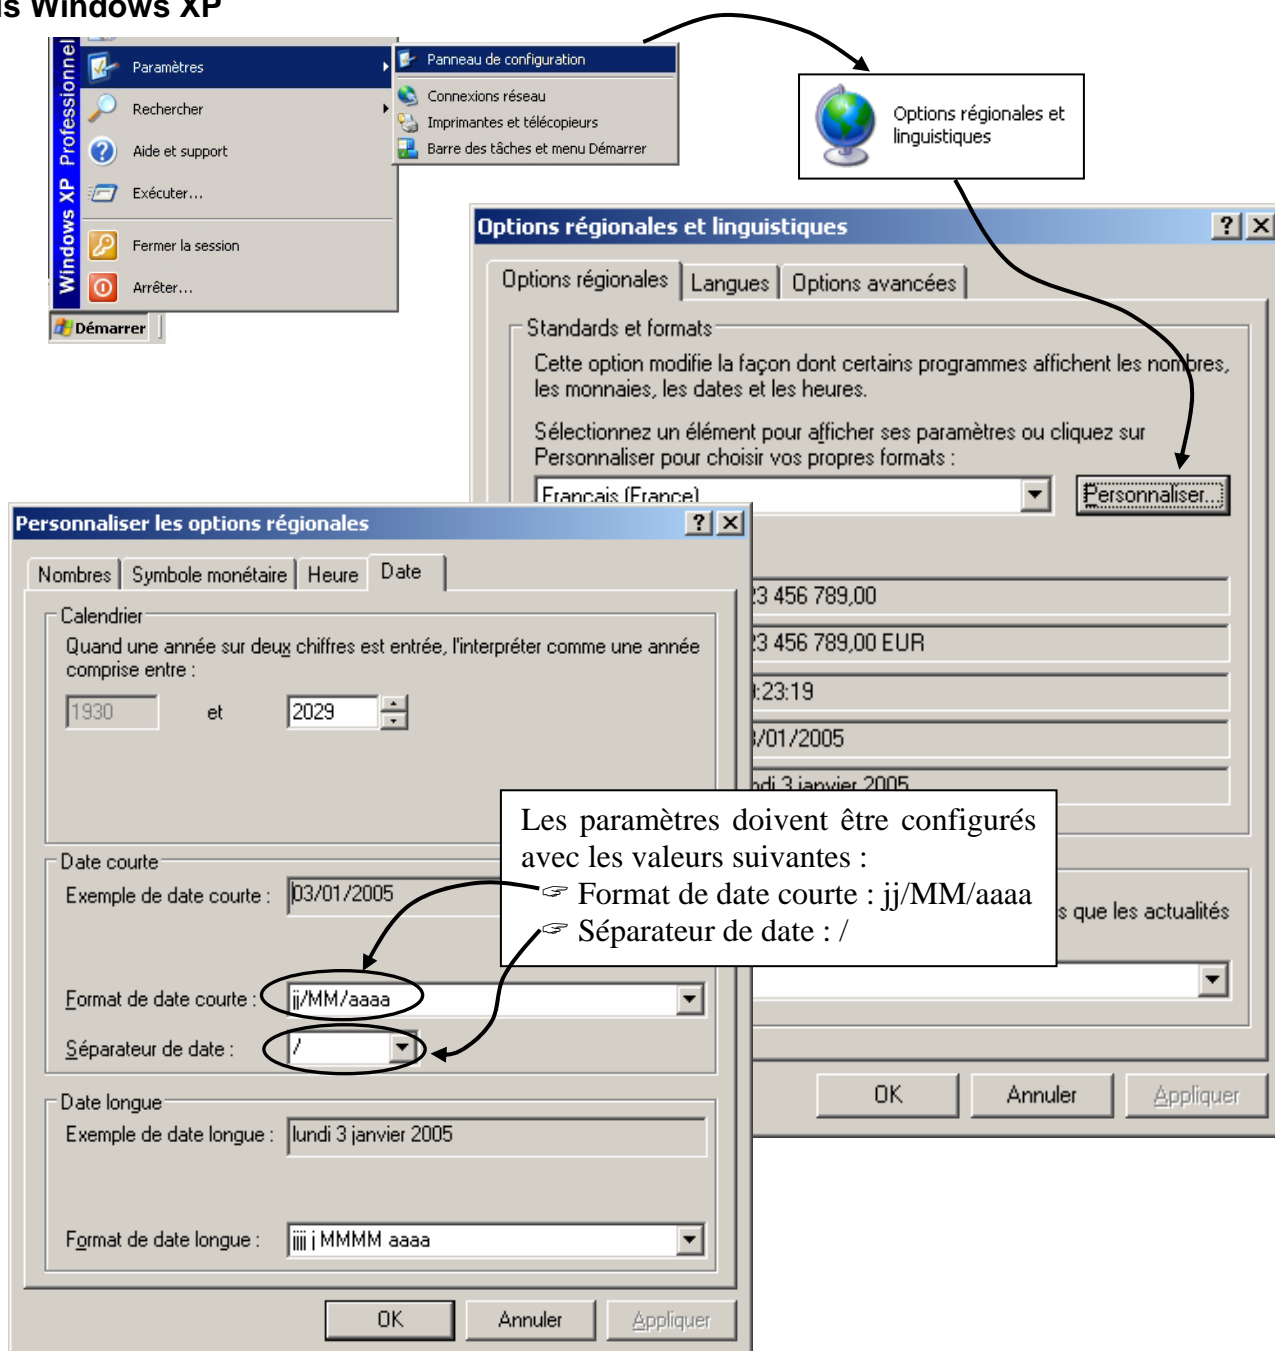 Windows XP
Windows XP Professionnel
Paramètres
Rechercher
Aide et support
Exécuter...
Fermer la session
Arrêter...
Démarrer
Panneau de configuration
Connexions réseau
Imprimantes et télécopieurs
Barre des tâches et menu Démarrer
Options régionales et
linguistiques
Options régionales et linguistiques
Options régionales Langues Options avancées
Standards et formats
Cette option modifie la façon dont certains programmes affichent les nombres,
les monnaies, les dates et les heures.
Sélectionnez un élément pour afficher ses paramètres ou cliquez sur
Personnaliser pour choisir vos propres formats :
Français (France)
Personnaliser...
23 456 789,00
23 456 789,00 EUR
:23:19
/01/2005
ndi 3 janvier 2005
s que les actualités
OK Annuler Appliquer
Personnaliser les options régionales
Nombres Symbole monétaire Heure Date
Calendrier
Quand une année sur deux chiffres est entrée, l'interpréter comme une année
comprise entre :
1930 et 2029
Les paramètres doivent être configurés
avec les valeurs suivantes :
☞ Format de date courte : jj/MM/aaaa
☞ Séparateur de date : /
Date courte
Exemple de date courte : 03/01/2005
Format de date courte : jj/MM/aaaa
Séparateur de date : /
Date longue
Exemple de date longue : lundi 3 janvier 2005
Format de date longue : jjjj j MMMM aaaa
OK Annuler Appliquer